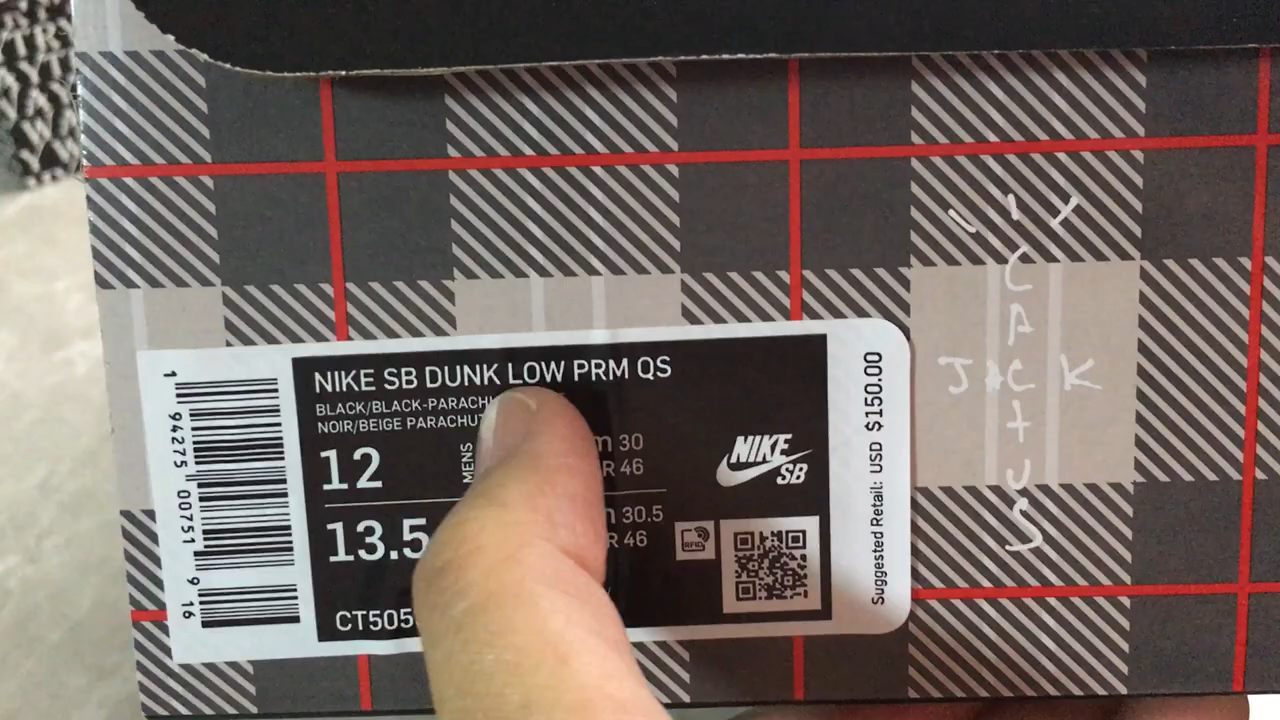 NIKE SB DUNK LOW PRM QS
BLACK/BLACK-PARACH
NOIR/BEIGE PARACHUT
12
MENS
30
R 46
13.5
30.5
R 46
CT505
NIKE
SB
RFID
1 94275 00751 9 16
Suggested Retail: USD $150.00
CACTUS
JACK